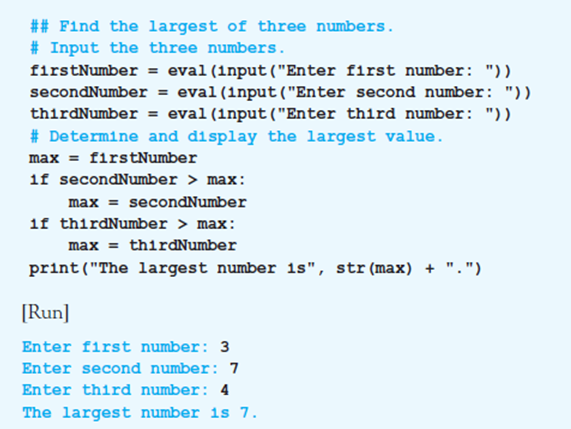 ## Find the largest of three numbers.
# Input the three numbers.
firstNumber = eval(input("Enter first number: "))
secondNumber = eval(input("Enter second number: "))
thirdNumber = eval(input("Enter third number: "))
# Determine and display the largest value.
max = firstNumber
if secondNumber > max:
    max = secondNumber
if thirdNumber > max:
    max = thirdNumber
print("The largest number is", str(max) + ".")
[Run]
Enter first number: 3
Enter second number: 7
Enter third number: 4
The largest number is 7.